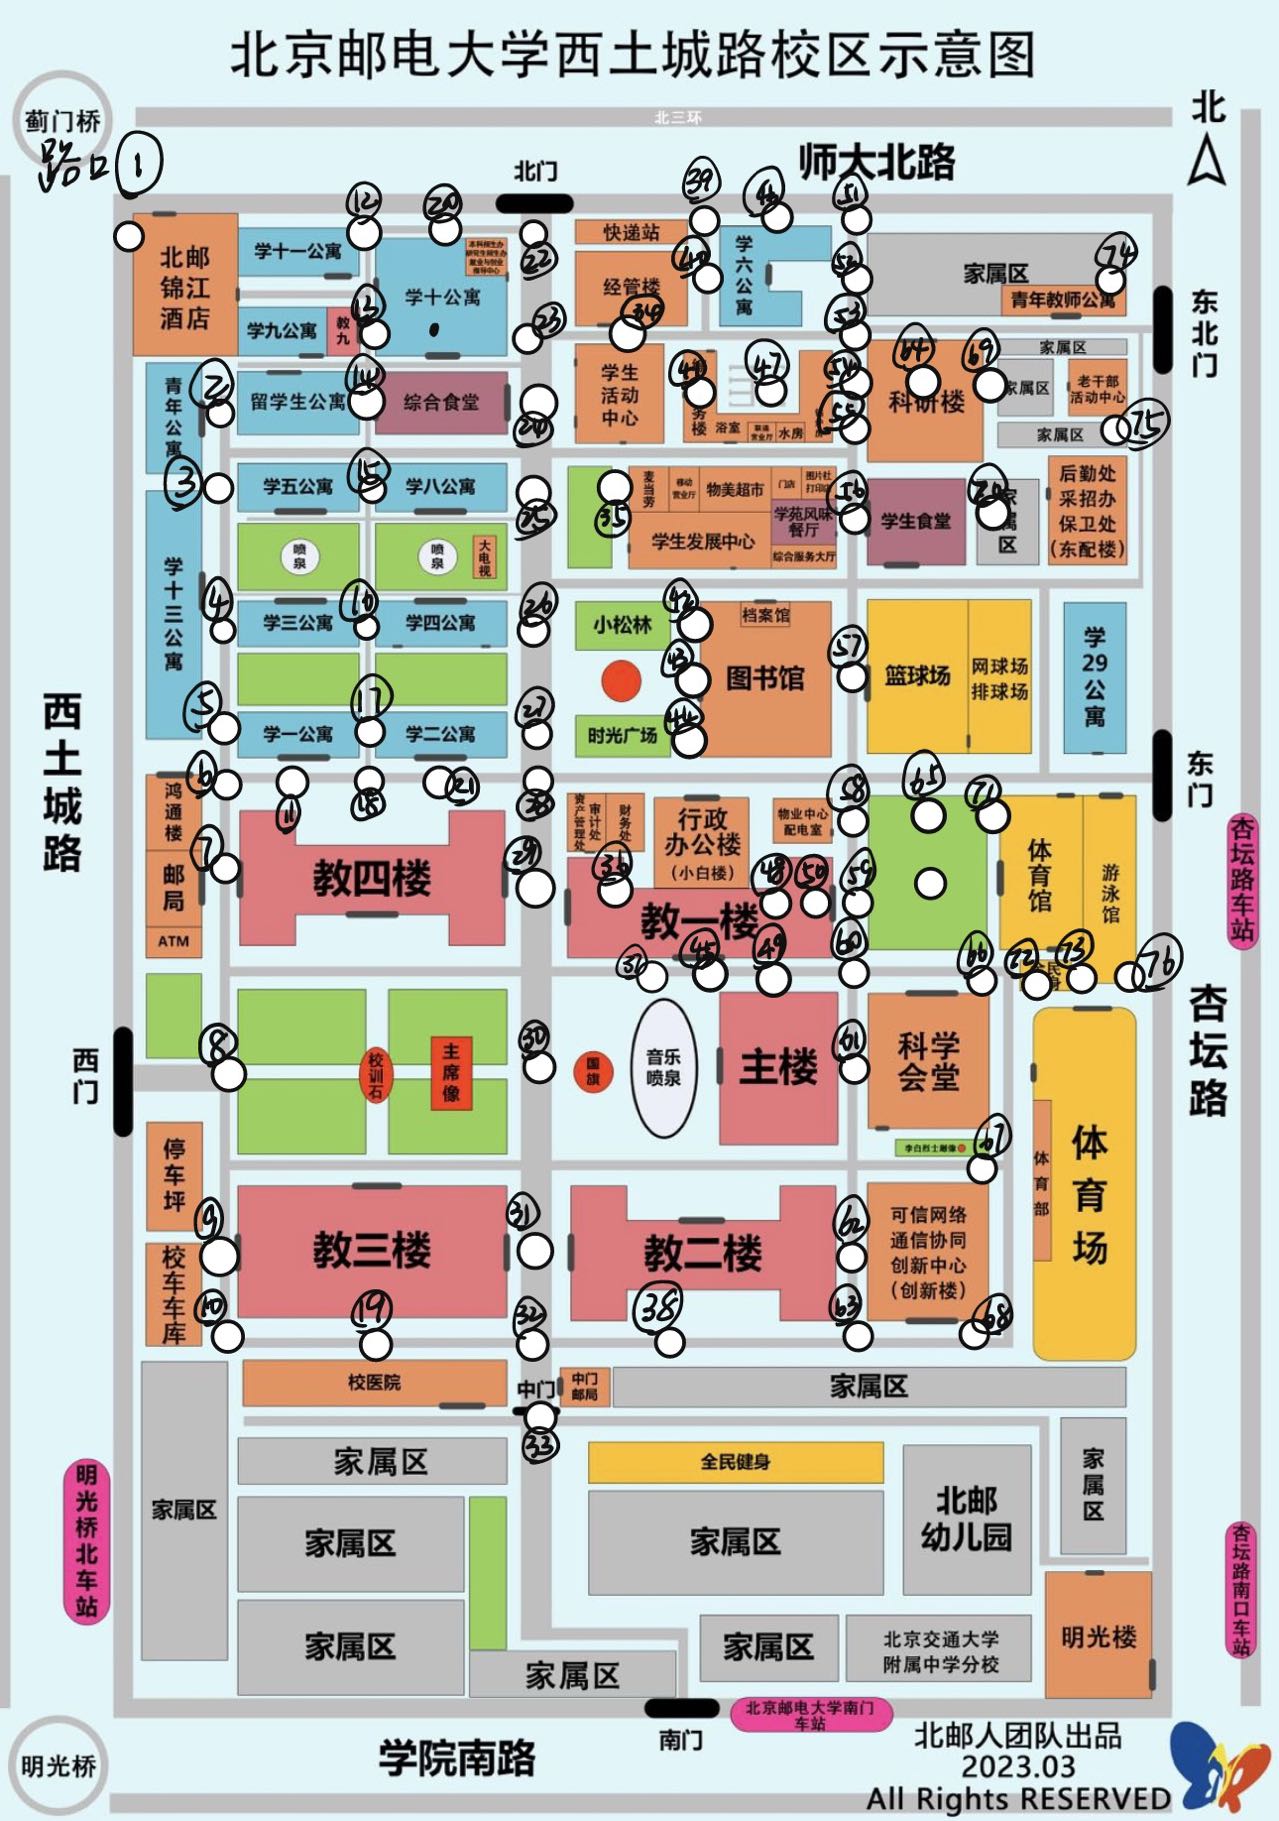 北京邮电大学西土城路校区示意图
蓟门桥
路口
1
北三环
北
师大北路
北门
12
20
22
39
46
51
北邮
锦江
酒店
学十一公寓
本科招生办
研究生招生办
就业与创业
指导中心
学十公寓
快递站
经管楼
40
34
学六公寓
52
家属区
74
青年教师公寓
东北门
学九公寓
教九
13
23
53
青年公寓
2
留学生公寓
14
综合食堂
24
学生
活动
中心
41
47
务楼
浴室
联通
营业厅
水房
54
55
64
69
科研楼
家属区
家属区
老干部
活动中心
家属区
75
3
学五公寓
15
学八公寓
25
35
麦当劳
移动
营业厅
物美超市
门店
图片社
打印店
学苑风味
餐厅
学生发展中心
综合服务大厅
56
学生食堂
70
家属区
后勤处
采招办
保卫处
(东配楼)
喷泉
喷泉
大电视
学十三公寓
4
学三公寓
16
学四公寓
26
小松林
42
档案馆
图书馆
43
57
篮球场
网球场
排球场
学29公寓
5
学一公寓
17
学二公寓
27
时光广场
44
西土城路
东门
6
鸿通楼
11
18
21
28
资产管理处
审计处
财务处
行政
办公楼
(小白楼)
物业中心
配电室
58
65
71
体育馆
游泳馆
杏坛路车站
7
邮局
教四楼
29
36
教一楼
48
50
59
ATM
37
45
49
60
66
72
73
76
杏坛路
西门
8
校训石
主席像
30
国旗
音乐
喷泉
主楼
61
科学
会堂
李白烈士雕像
67
体育场
体育部
停车坪
9
校车车库
10
教三楼
19
31
32
教二楼
38
62
63
可信网络
通信协同
创新中心
(创新楼)
68
校医院
中门
中门
邮局
家属区
33
家属区
家属区
全民健身
家属区
明光桥北车站
家属区
家属区
北邮
幼儿园
杏坛路南口车站
家属区
家属区
家属区
北京交通大学
附属中学分校
明光楼
南门
北京邮电大学南门
车站
明光桥
学院南路
北邮人团队出品
2023.03
All Rights RESERVED